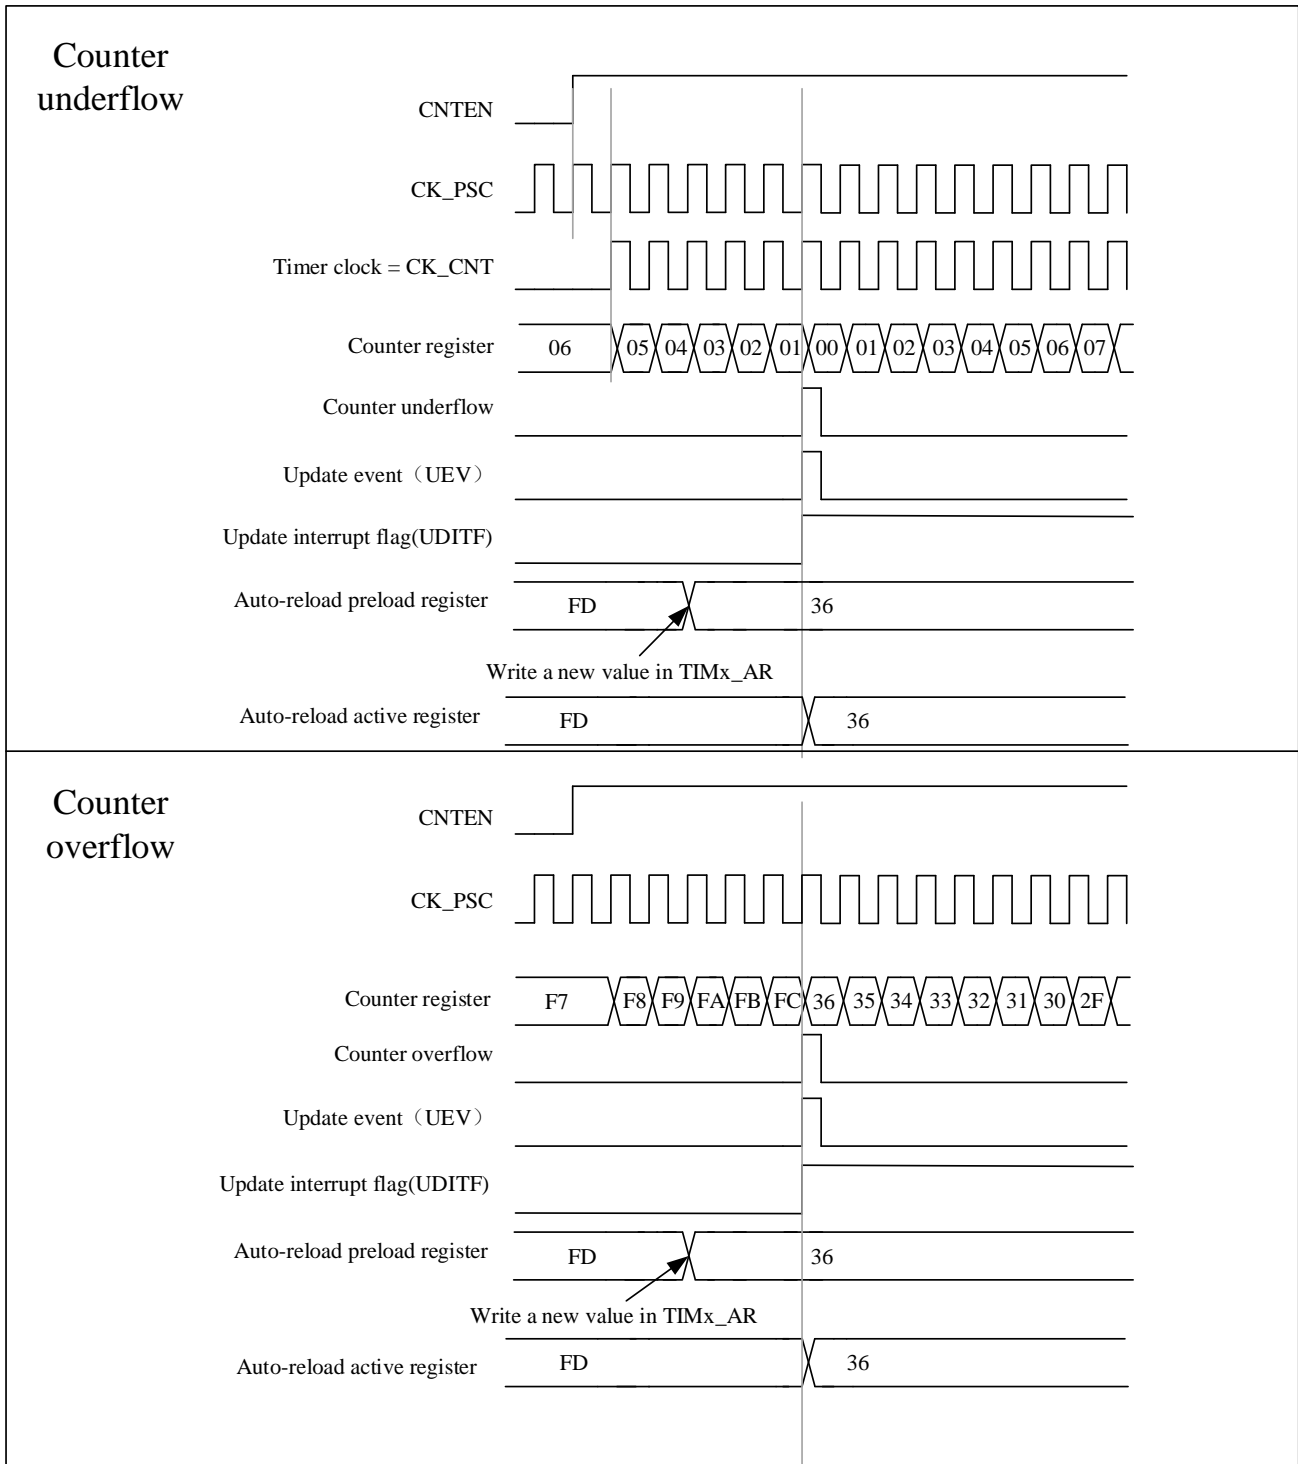 Counter
underflow
CNTEN
CK_PSC
Timer clock = CK_CNT
Counter register 06 05 04 03 02 01 00 01 02 03 04 05 06 07
Counter underflow
Update event（UEV）
Update interrupt flag(UDITF)
Auto-reload preload register FD 36
Write a new value in TIMx_AR
Auto-reload active register FD 36
Counter
overflow
CNTEN
CK_PSC
Counter register F7 F8 F9 FA FB FC 36 35 34 33 32 31 30 2F
Counter overflow
Update event（UEV）
Update interrupt flag(UDITF)
Auto-reload preload register FD 36
Write a new value in TIMx_AR
Auto-reload active register FD 36